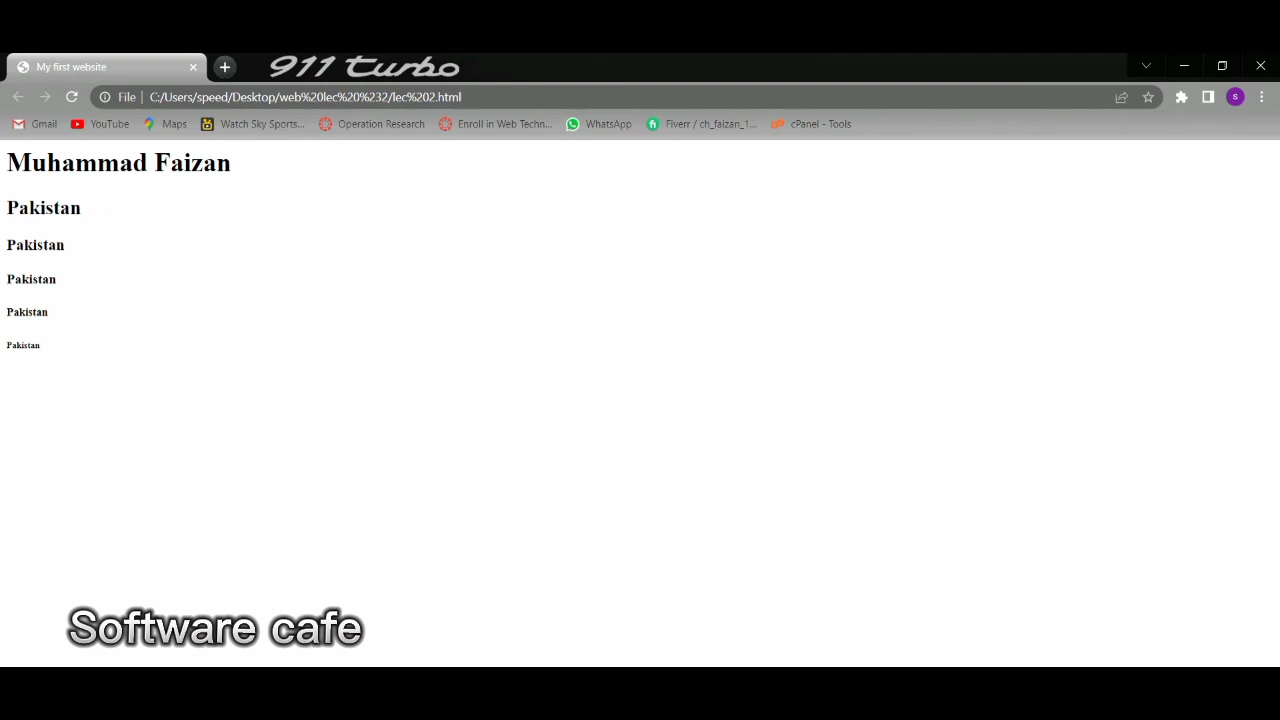 My first website
911 turbo
File | C:/Users/speed/Desktop/web%20lec%20%232/lec%202.html
S
Gmail YouTube Maps Watch Sky Sports... Operation Research Enroll in Web Techn... WhatsApp fi Fiverr / ch_faizan_1... cP cPanel - Tools
Muhammad Faizan
Pakistan
Pakistan
Pakistan
Pakistan
Pakistan
Software cafe